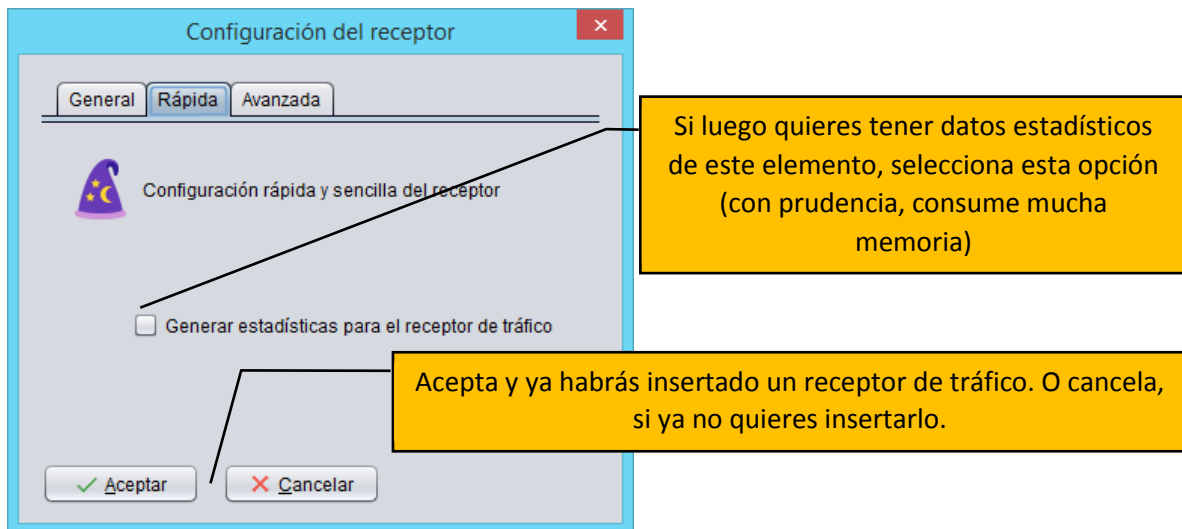 Configuración del receptor
General Rápida Avanzada
Si luego quieres tener datos estadísticos
de este elemento, selecciona esta opción
(con prudencia, consume mucha
memoria)
Configuración rápida y sencilla del receptor
Generar estadísticas para el receptor de tráfico
Acepta y ya habrás insertado un receptor de tráfico. O cancela,
si ya no quieres insertarlo.
Aceptar Cancelar